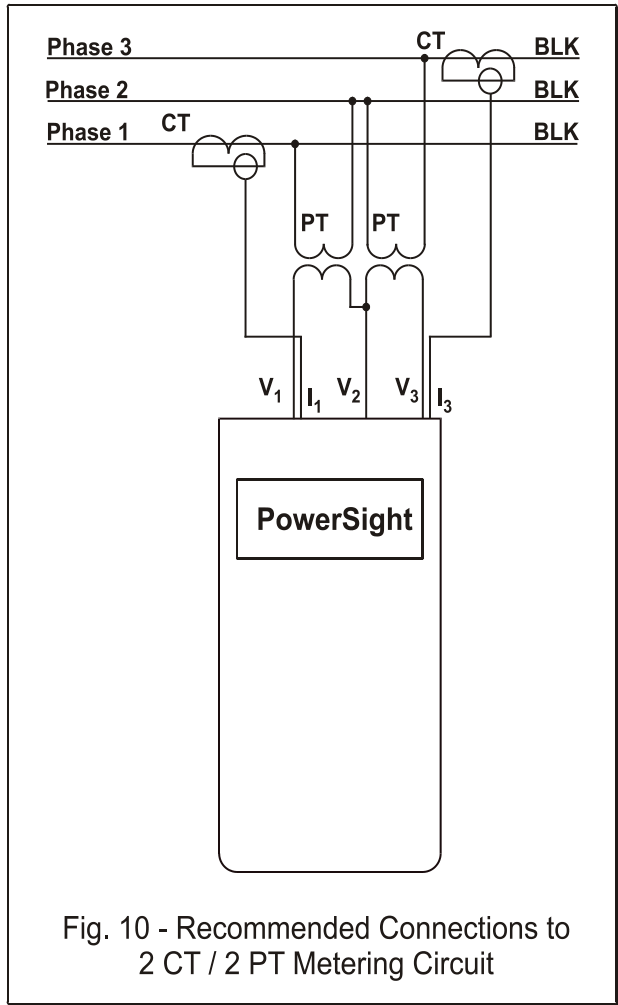 Phase 3 CT BLK
Phase 2 BLK
Phase 1 CT BLK
PT PT
V1 I1 V2 V3 I3
PowerSight
Fig. 10 - Recommended Connections to
2 CT / 2 PT Metering Circuit